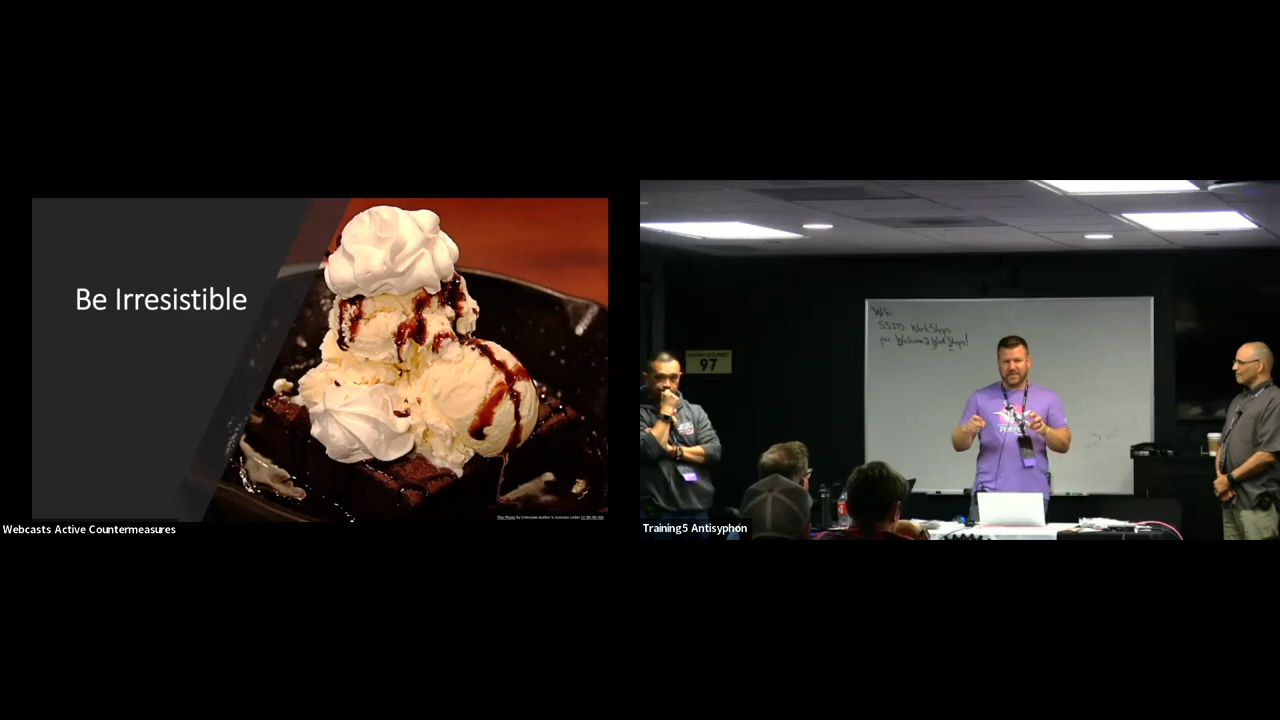 Be Irresistible
Webcasts Active Countermeasures
Wifi
SSID WorkShops
pw Welcome2WorkShops!
97
Training5 Antisyphon